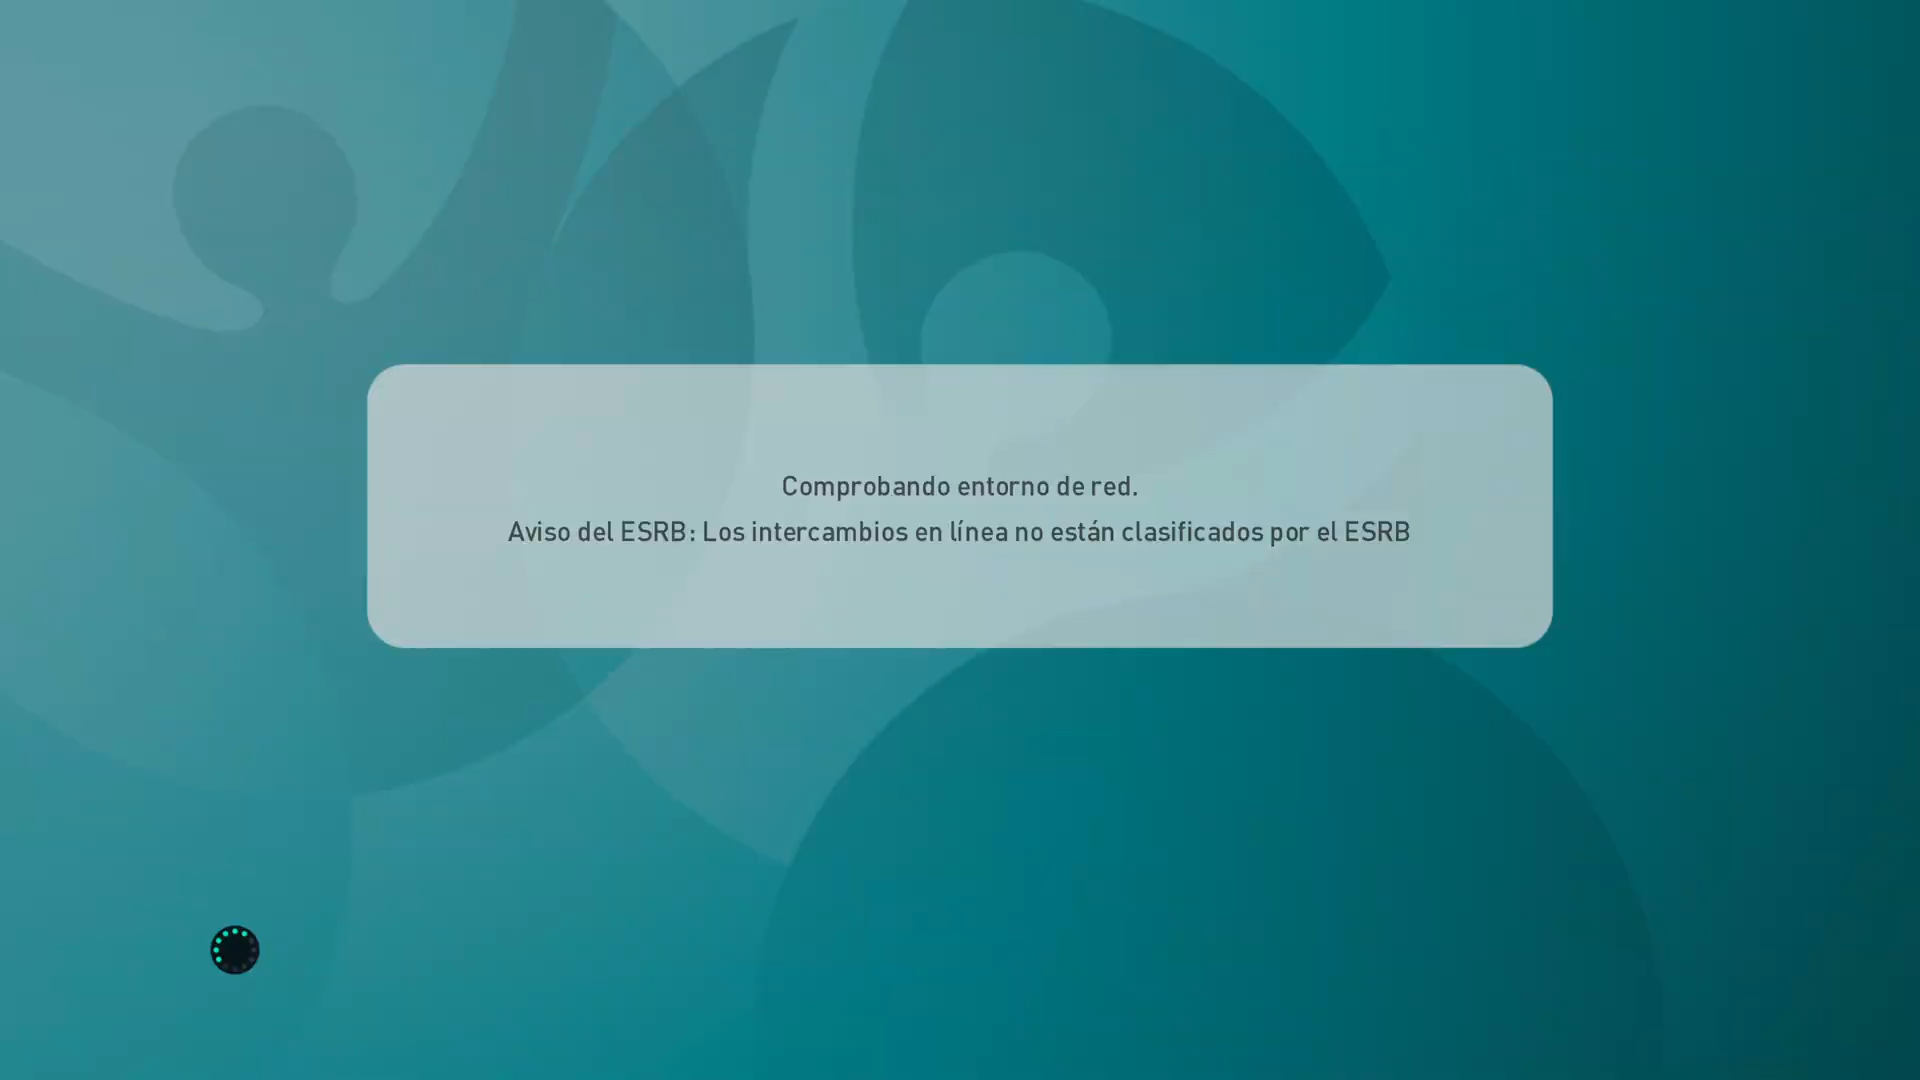 Comprobando entorno de red.
Aviso del ESRB: Los intercambios en línea no están clasificados por el ESRB